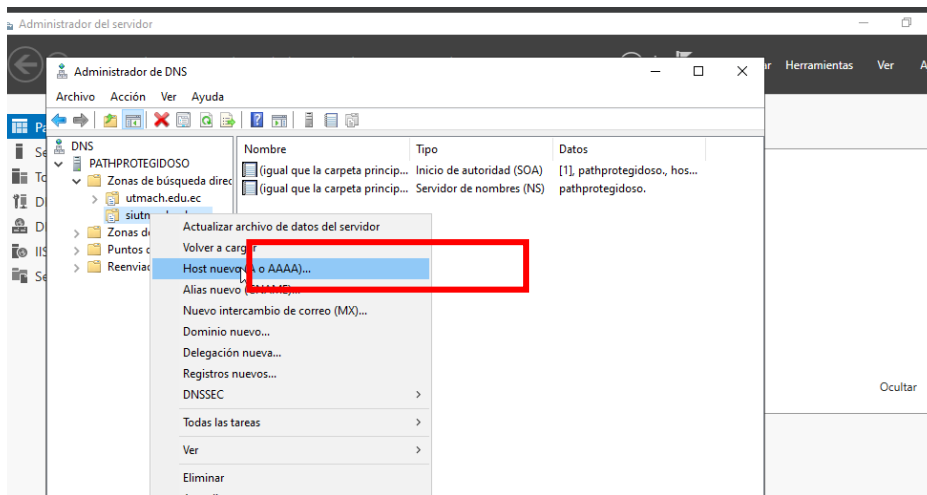 Administrador del servidor
Herramientas Ver
Administrador de DNS
Archivo Acción Ver Ayuda
DNS
PATHPROTEGIDOSO
Zonas de búsqueda direc
utmach.edu.ec
Nombre Tipo Datos
(igual que la carpeta princip... Inicio de autoridad (SOA) [1], pathprotegidoso., hos...
(igual que la carpeta princip... Servidor de nombres (NS) pathprotegidoso.
Zonas d
Puntos c
Reenviac
Actualizar archivo de datos del servidor
Volver a cargar
Host nuevo (A o AAAA)...
Alias nuevo (CNAME)...
Nuevo intercambio de correo (MX)...
Dominio nuevo...
Delegación nueva...
Registros nuevos...
DNSSEC
Todas las tareas
Ver
Eliminar
Ocultar